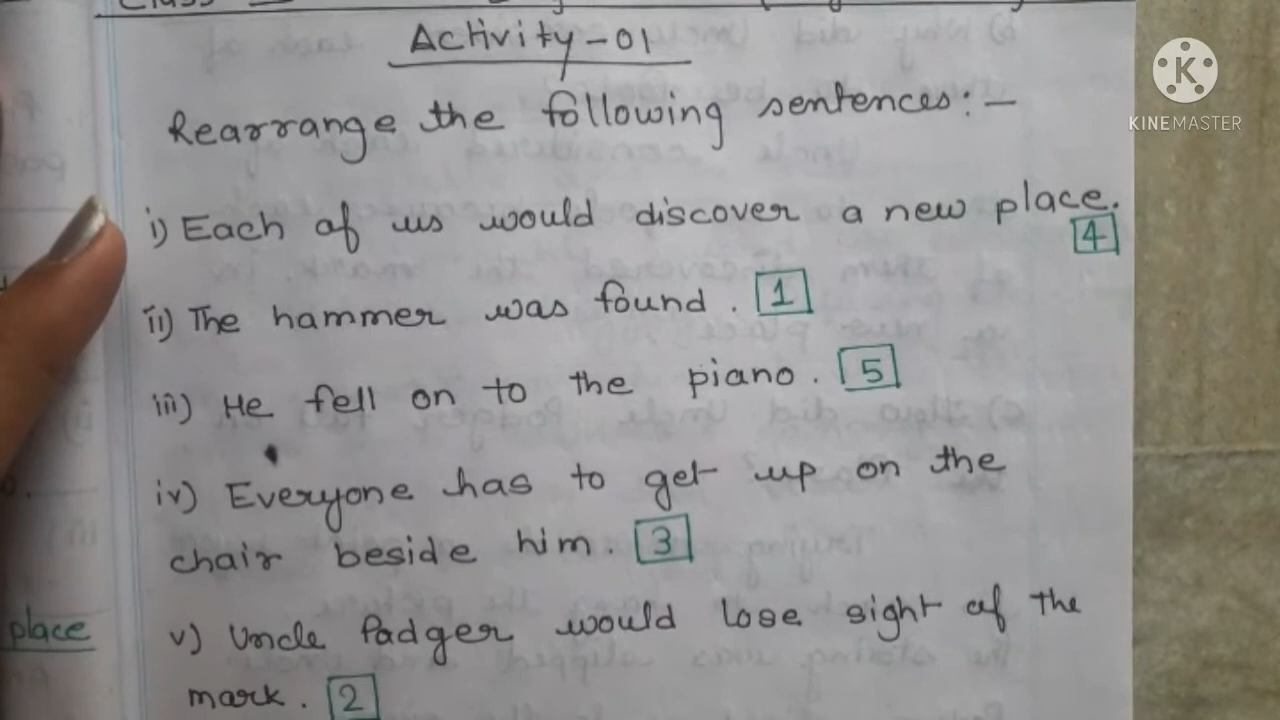 Activity-01
Rearrange the following sentences:-
i) Each of us would discover a new place.
4
ii) The hammer was found. 1
iii) He fell on to the piano. 5
iv) Everyone has to get up on the
chair beside him. 3
v) Uncle Padger would lose sight of the
mark. 2
place
KINEMASTER